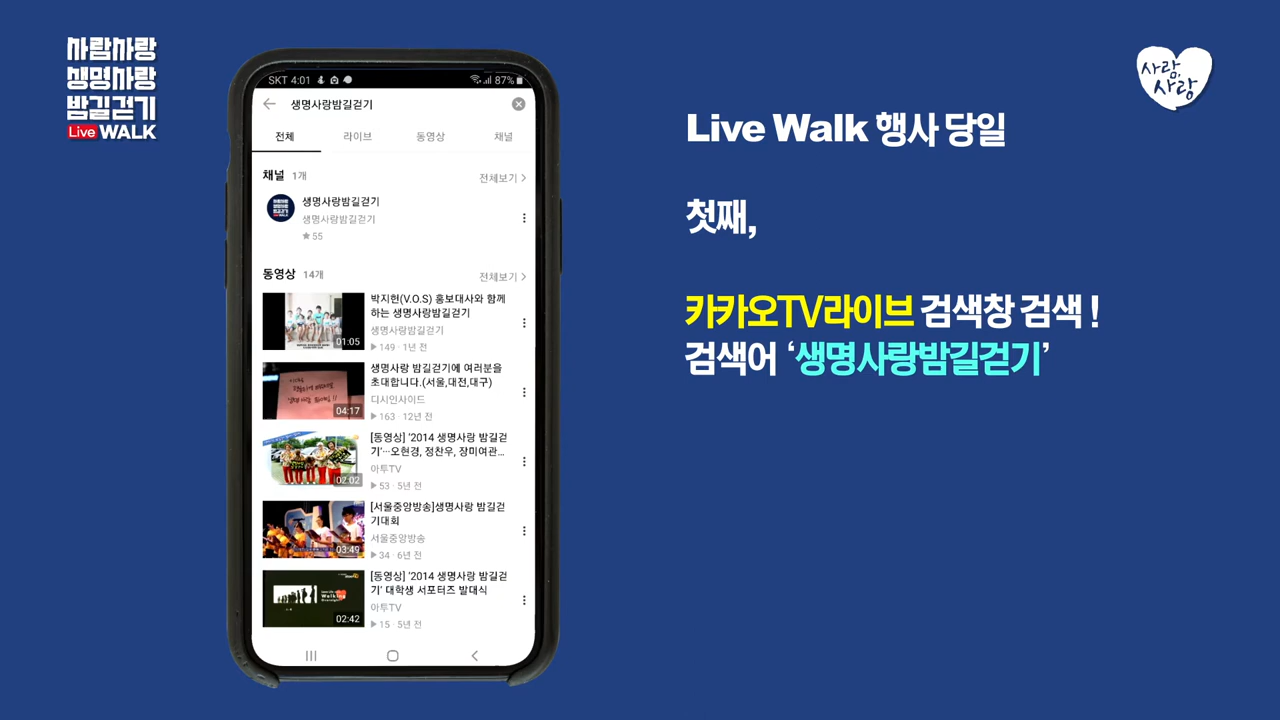 사람사랑
생명사랑
밤길걷기
Live WALK
사람,
사랑
SKT 4:01
87%
생명사랑밤길걷기
전체 라이브 동영상 채널
채널 1개 전체보기 >
생명사랑밤길걷기
생명사랑밤길걷기
★ 55
동영상 14개 전체보기 >
01:05
박지헌(V.O.S) 홍보대사와 함께
하는 생명사랑밤길걷기
생명사랑밤길걷기
149 · 1년 전
04:17
생명사랑 밤길걷기에 여러분을
초대합니다.(서울,대전,대구)
디시인사이드
163 · 12년 전
02:02
[동영상] ‘2014 생명사랑 밤길걷
기’…오현경, 정찬우, 장미여관...
아투TV
53 · 5년 전
03:49
[서울중앙방송]생명사랑 밤길걷
기대회
서울중앙방송
34 · 6년 전
02:42
[동영상] ‘2014 생명사랑 밤길걷
기’ 대학생 서포터즈 발대식
아투TV
15 · 5년 전
Live Walk 행사 당일
첫째,
카카오TV라이브 검색창 검색 !
검색어 ‘생명사랑밤길걷기’